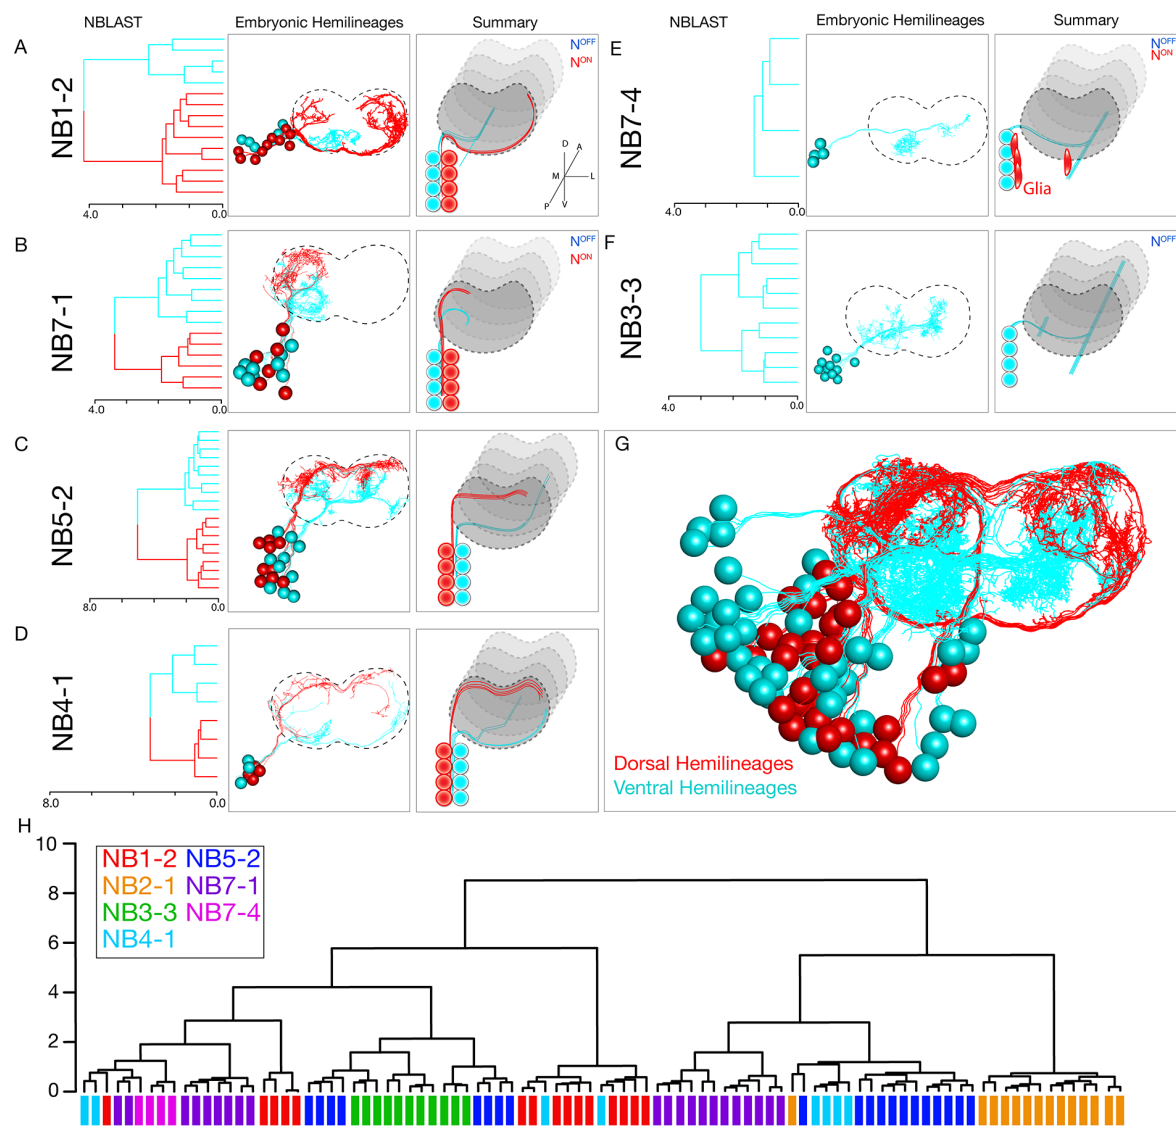 NBLAST Embryonic Hemilineages Summary
A
NB1-2
4.0 0.0
N^OFF
N^ON
D
A
M L
P V
B
NB7-1
4.0 0.0
N^OFF
N^ON
C
NB5-2
8.0 0.0
D
NB4-1
8.0 0.0
NBLAST Embryonic Hemilineages Summary
E
NB7-4
4.0 0.0
N^OFF
N^ON
Glia
F
NB3-3
4.0 0.0
N^OFF
G
Dorsal Hemilineages
Ventral Hemilineages
H
10
8
6
4
2
0
NB1-2 NB5-2
NB2-1 NB7-1
NB3-3 NB7-4
NB4-1